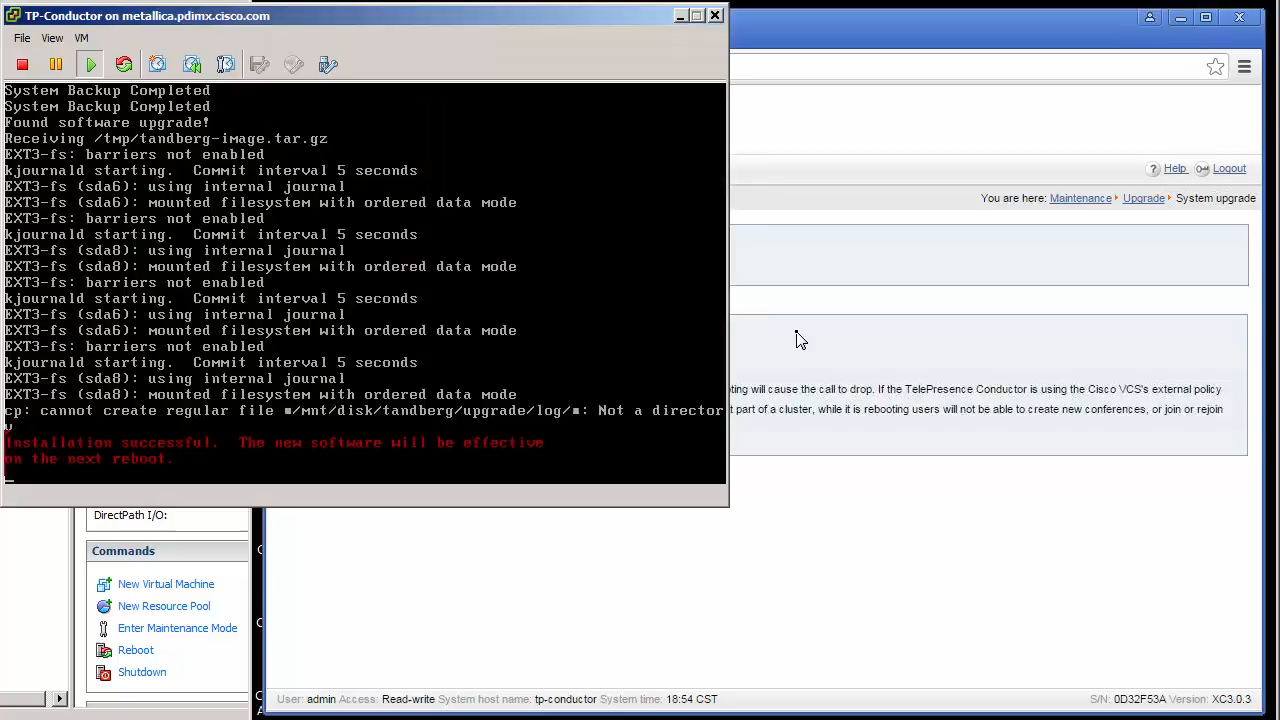 TP-Conductor on metallica.pdimx.cisco.com
File View VM
System Backup Completed
System Backup Completed
Found software upgrade!
Receiving /tmp/tandberg-image.tar.gz
EXT3-fs: barriers not enabled
kjournald starting.  Commit interval 5 seconds
EXT3-fs (sda6): using internal journal
EXT3-fs (sda6): mounted filesystem with ordered data mode
EXT3-fs: barriers not enabled
kjournald starting.  Commit interval 5 seconds
EXT3-fs (sda8): using internal journal
EXT3-fs (sda8): mounted filesystem with ordered data mode
EXT3-fs: barriers not enabled
kjournald starting.  Commit interval 5 seconds
EXT3-fs (sda6): using internal journal
EXT3-fs (sda6): mounted filesystem with ordered data mode
EXT3-fs: barriers not enabled
kjournald starting.  Commit interval 5 seconds
EXT3-fs (sda8): using internal journal
EXT3-fs (sda8): mounted filesystem with ordered data mode
cp: cannot create regular file ■/mnt/disk/tandberg/upgrade/log/■: Not a director
y
Installation successful.  The new software will be effective
on the next reboot.
Help Logout
You are here: Maintenance Upgrade System upgrade
ting will cause the call to drop. If the TelePresence Conductor is using the Cisco VCS's external policy
t part of a cluster, while it is rebooting users will not be able to create new conferences, or join or rejoin
DirectPath I/O:
Commands
New Virtual Machine
New Resource Pool
Enter Maintenance Mode
Reboot
Shutdown
User: admin Access: Read-write System host name: tp-conductor System time: 18:54 CST
S/N: 0D32F53A Version: XC3.0.3